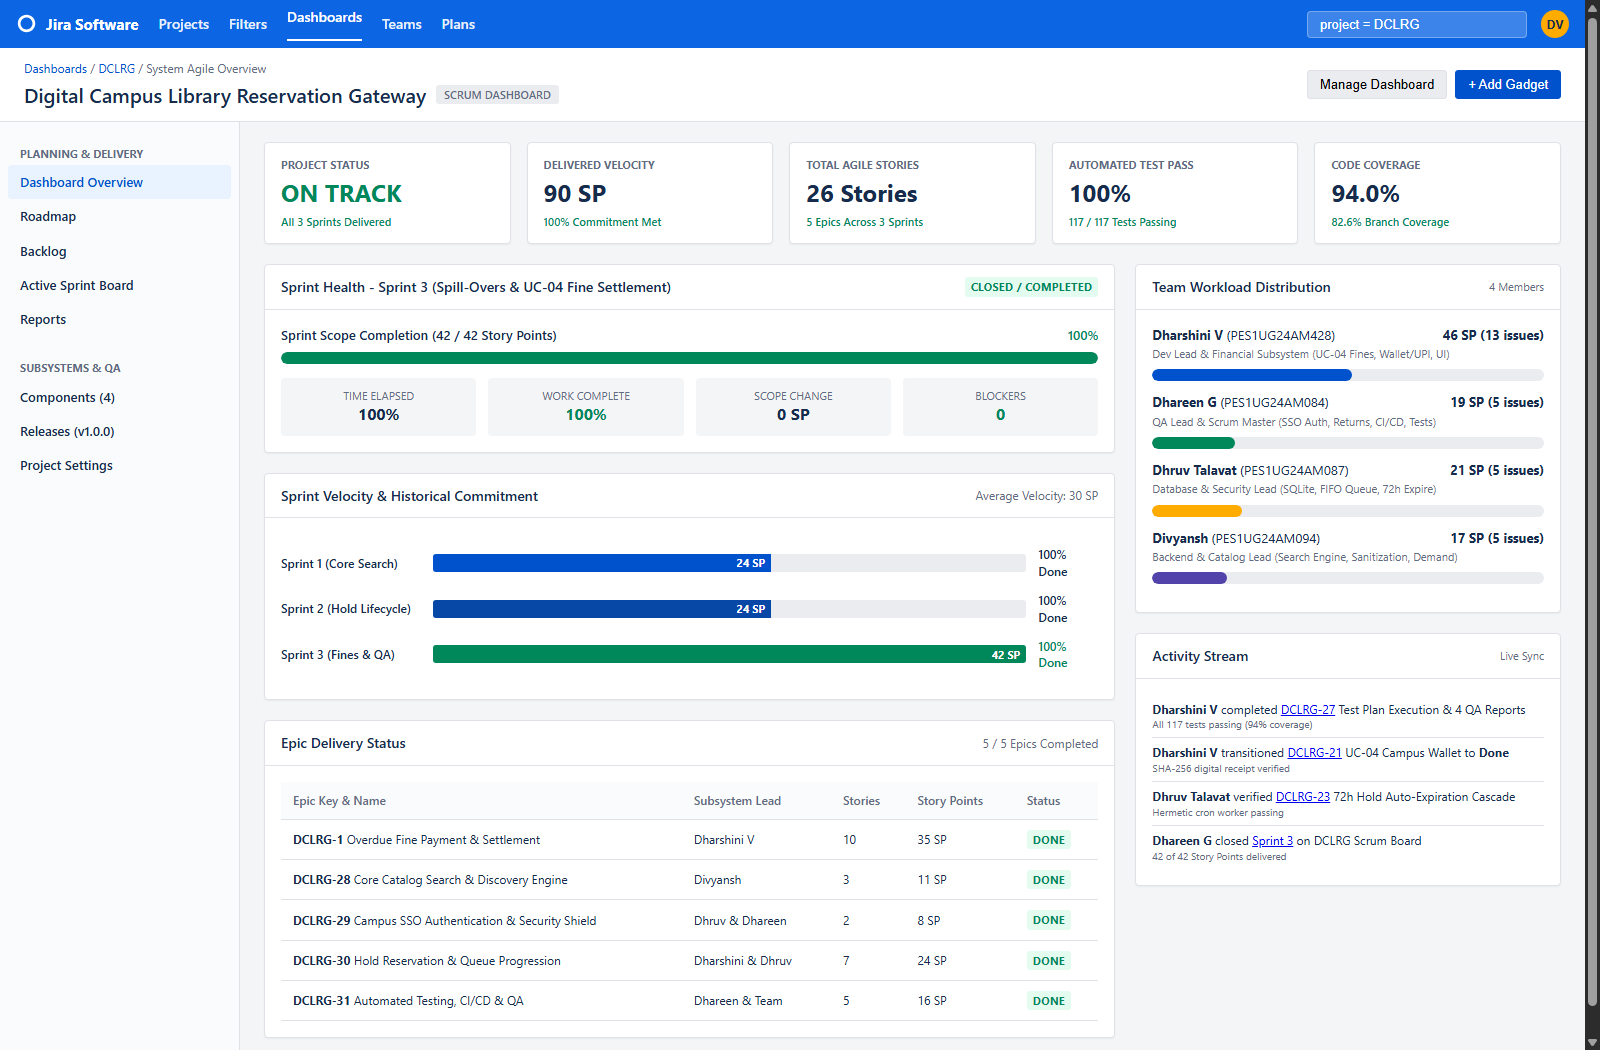 Jira Software Projects Filters Dashboards Teams Plans project = DCLRG DV
Dashboards / DCLRG / System Agile Overview
Digital Campus Library Reservation Gateway SCRUM DASHBOARD Manage Dashboard + Add Gadget
PLANNING & DELIVERY
Dashboard Overview
Roadmap
Backlog
Active Sprint Board
Reports
SUBSYSTEMS & QA
Components (4)
Releases (v1.0.0)
Project Settings
PROJECT STATUS
ON TRACK
All 3 Sprints Delivered
DELIVERED VELOCITY
90 SP
100% Commitment Met
TOTAL AGILE STORIES
26 Stories
5 Epics Across 3 Sprints
AUTOMATED TEST PASS
100%
117 / 117 Tests Passing
CODE COVERAGE
94.0%
82.6% Branch Coverage
Sprint Health - Sprint 3 (Spill-Overs & UC-04 Fine Settlement) CLOSED / COMPLETED
Sprint Scope Completion (42 / 42 Story Points) 100%
TIME ELAPSED
100%
WORK COMPLETE
100%
SCOPE CHANGE
0 SP
BLOCKERS
0
Sprint Velocity & Historical Commitment Average Velocity: 30 SP
Sprint 1 (Core Search) 24 SP 100% Done
Sprint 2 (Hold Lifecycle) 24 SP 100% Done
Sprint 3 (Fines & QA) 42 SP 100% Done
Epic Delivery Status 5 / 5 Epics Completed
Epic Key & Name Subsystem Lead Stories Story Points Status
DCLRG-1 Overdue Fine Payment & Settlement Dharshini V 10 35 SP DONE
DCLRG-28 Core Catalog Search & Discovery Engine Divyansh 3 11 SP DONE
DCLRG-29 Campus SSO Authentication & Security Shield Dhruv & Dhareen 2 8 SP DONE
DCLRG-30 Hold Reservation & Queue Progression Dharshini & Dhruv 7 24 SP DONE
DCLRG-31 Automated Testing, CI/CD & QA Dhareen & Team 5 16 SP DONE
Team Workload Distribution 4 Members
Dharshini V (PES1UG24AM428) 46 SP (13 issues)
Dev Lead & Financial Subsystem (UC-04 Fines, Wallet/UPI, UI)
Dhareen G (PES1UG24AM084) 19 SP (5 issues)
QA Lead & Scrum Master (SSO Auth, Returns, CI/CD, Tests)
Dhruv Talavat (PES1UG24AM087) 21 SP (5 issues)
Database & Security Lead (SQLite, FIFO Queue, 72h Expire)
Divyansh (PES1UG24AM094) 17 SP (5 issues)
Backend & Catalog Lead (Search Engine, Sanitization, Demand)
Activity Stream Live Sync
Dharshini V completed DCLRG-27 Test Plan Execution & 4 QA Reports
All 117 tests passing (94% coverage)
Dharshini V transitioned DCLRG-21 UC-04 Campus Wallet to Done
SHA-256 digital receipt verified
Dhruv Talavat verified DCLRG-23 72h Hold Auto-Expiration Cascade
Hermetic cron worker passing
Dhareen G closed Sprint 3 on DCLRG Scrum Board
42 of 42 Story Points delivered